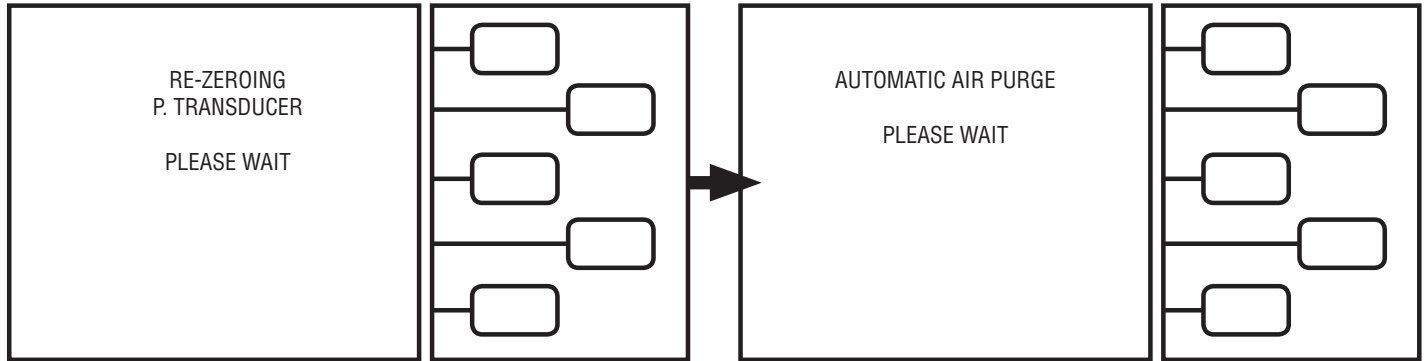 RE-ZEROING
P. TRANSDUCER
PLEASE WAIT
AUTOMATIC AIR PURGE
PLEASE WAIT